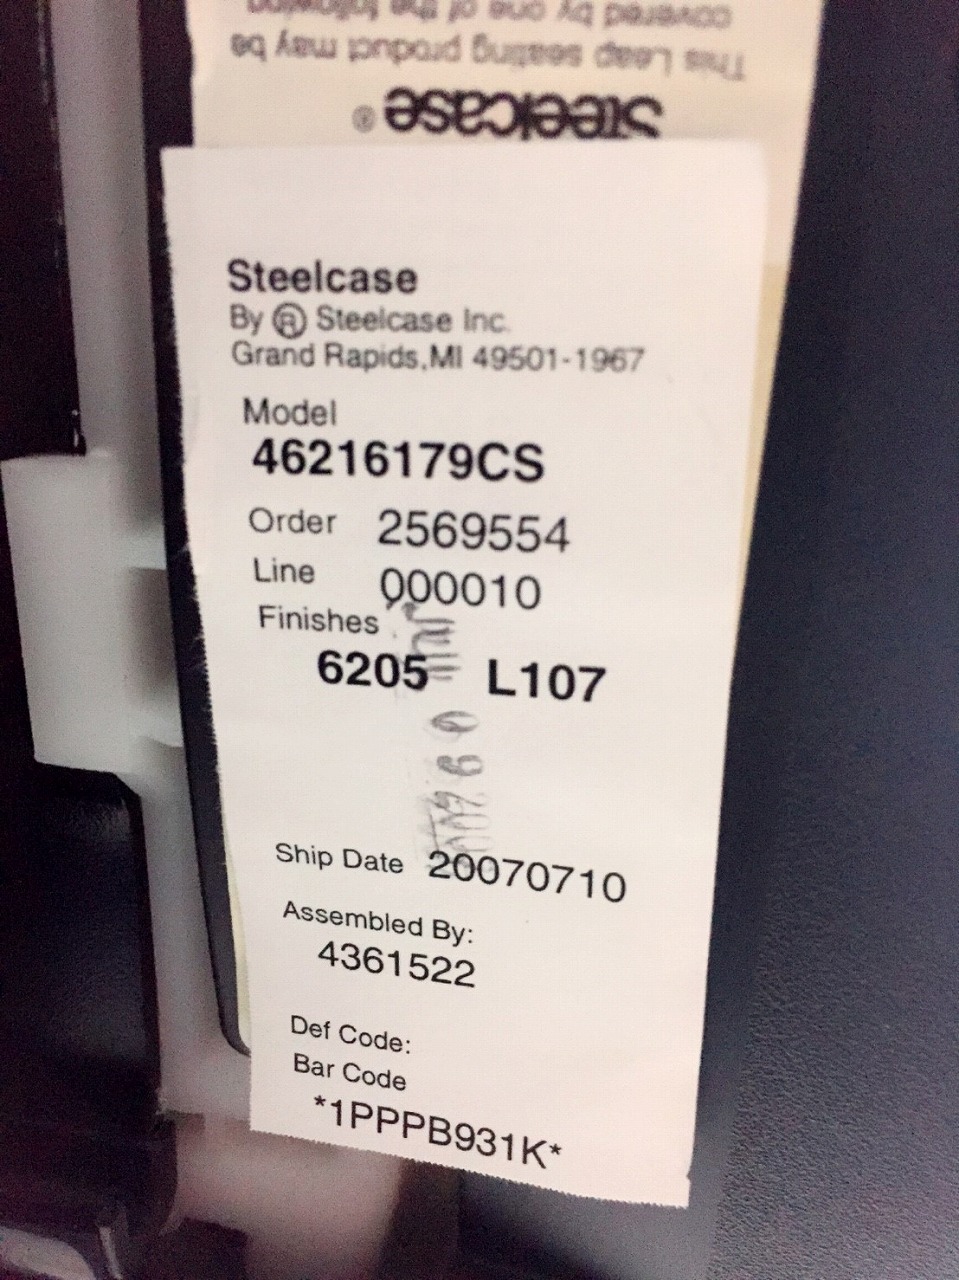 covered by one of the following
This Leap seating product may be
Steelcase ®
Steelcase
By ® Steelcase Inc.
Grand Rapids,MI 49501-1967
Model
46216179CS
Order 2569554
Line 000010
Finishes
6205 L107
Ship Date 20070710
Assembled By:
4361522
Def Code:
Bar Code
*1PPPB931K*